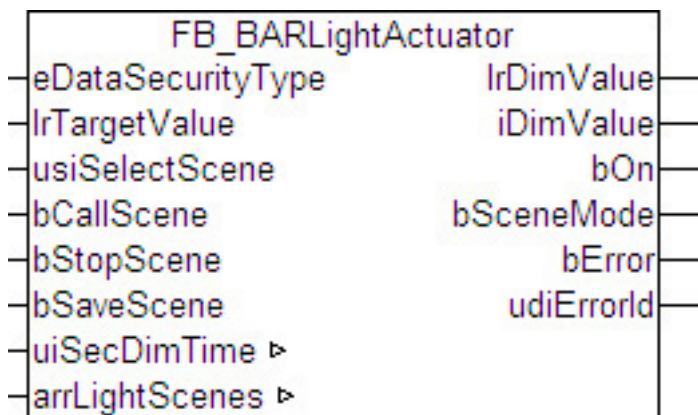 FB_BARLightActuator
eDataSecurityType lrDimValue
lrTargetValue iDimValue
usiSelectScene bOn
bCallScene bSceneMode
bStopScene bError
bSaveScene udiErrorId
uiSecDimTime
arrLightScenes